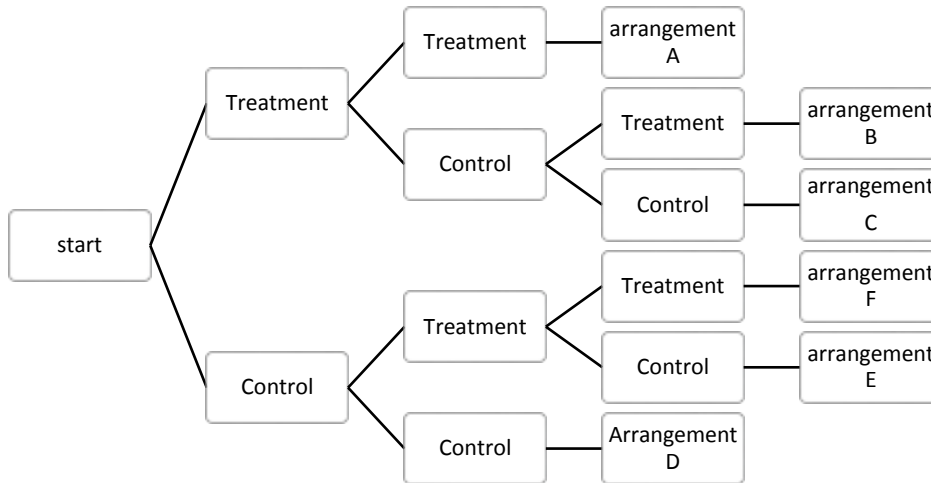 Treatment
arrangement
A
Treatment
Treatment
arrangement
B
Control
Control
arrangement
C
start
Treatment
arrangement
F
Treatment
Control
arrangement
E
Control
Control
Arrangement
D